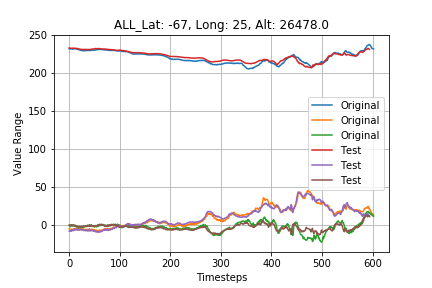 ALL_Lat: -67, Long: 25, Alt: 26478.0
250
200
150
100
50
0
Value Range
Original
Original
Original
Test
Test
Test
0 100 200 300 400 500 600
Timesteps